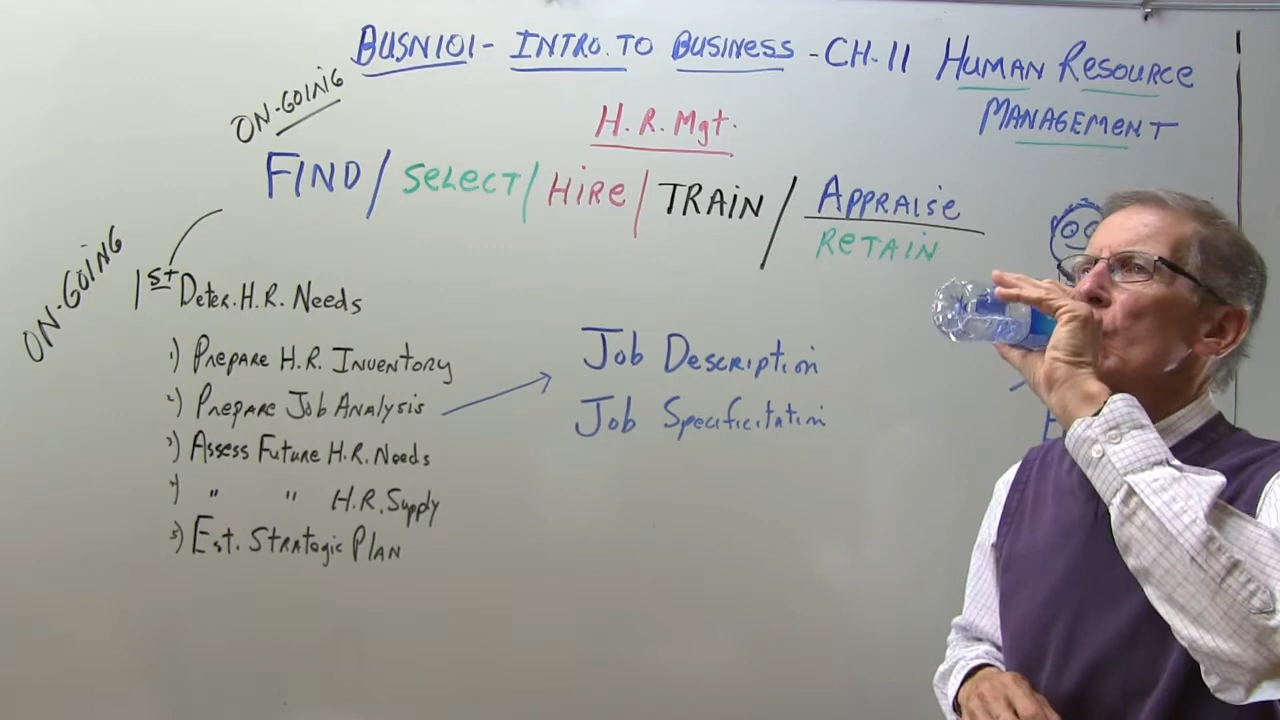 BUSN101 - INTRO. TO BUSINESS - CH. 11 HUMAN RESOURCE
MANAGEMENT
ON-GOING
H.R. Mgt.
FIND / SELECT / HIRE / TRAIN / APPRAISE
RETAIN
ON-GOING
1st Deter. H.R. Needs
1) PREPARE H.R. INVENTORY
2) PREPARE JOB ANALYSIS
3) ASSESS FUTURE H.R. NEEDS
4) " " H.R. Supply
5) EST. STRATEGIC PLAN
JOB DESCRIPTION
JOB SPECIFICITATION